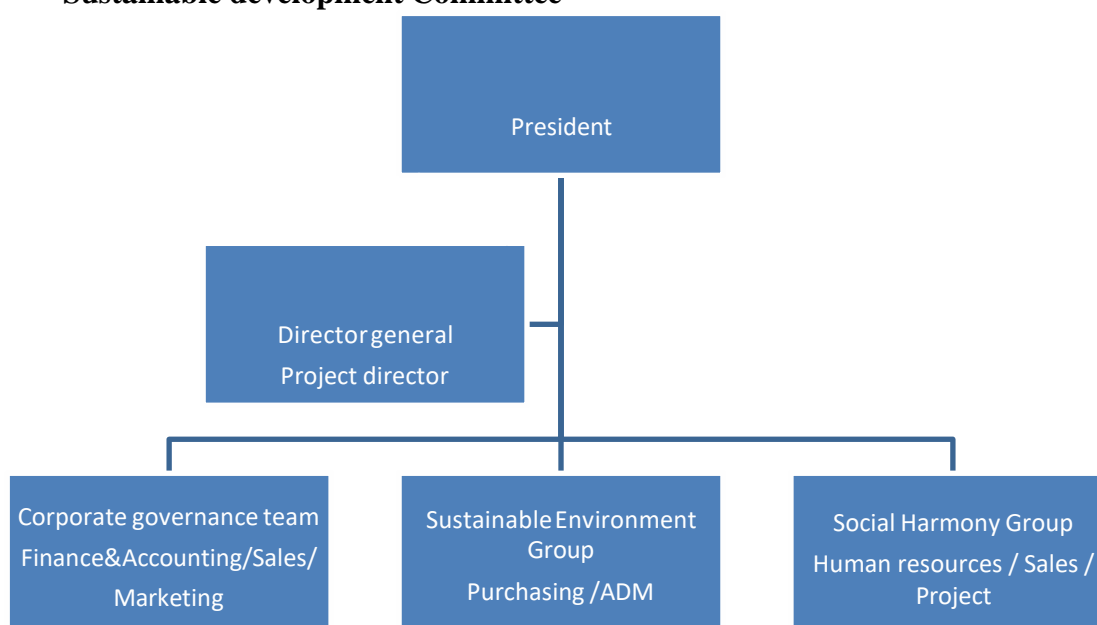 Sustainable development Committee
President
Director general
Project director
Corporate governance team
Finance&Accounting/Sales/
Marketing
Sustainable Environment
Group
Purchasing /ADM
Social Harmony Group
Human resources / Sales /
Project